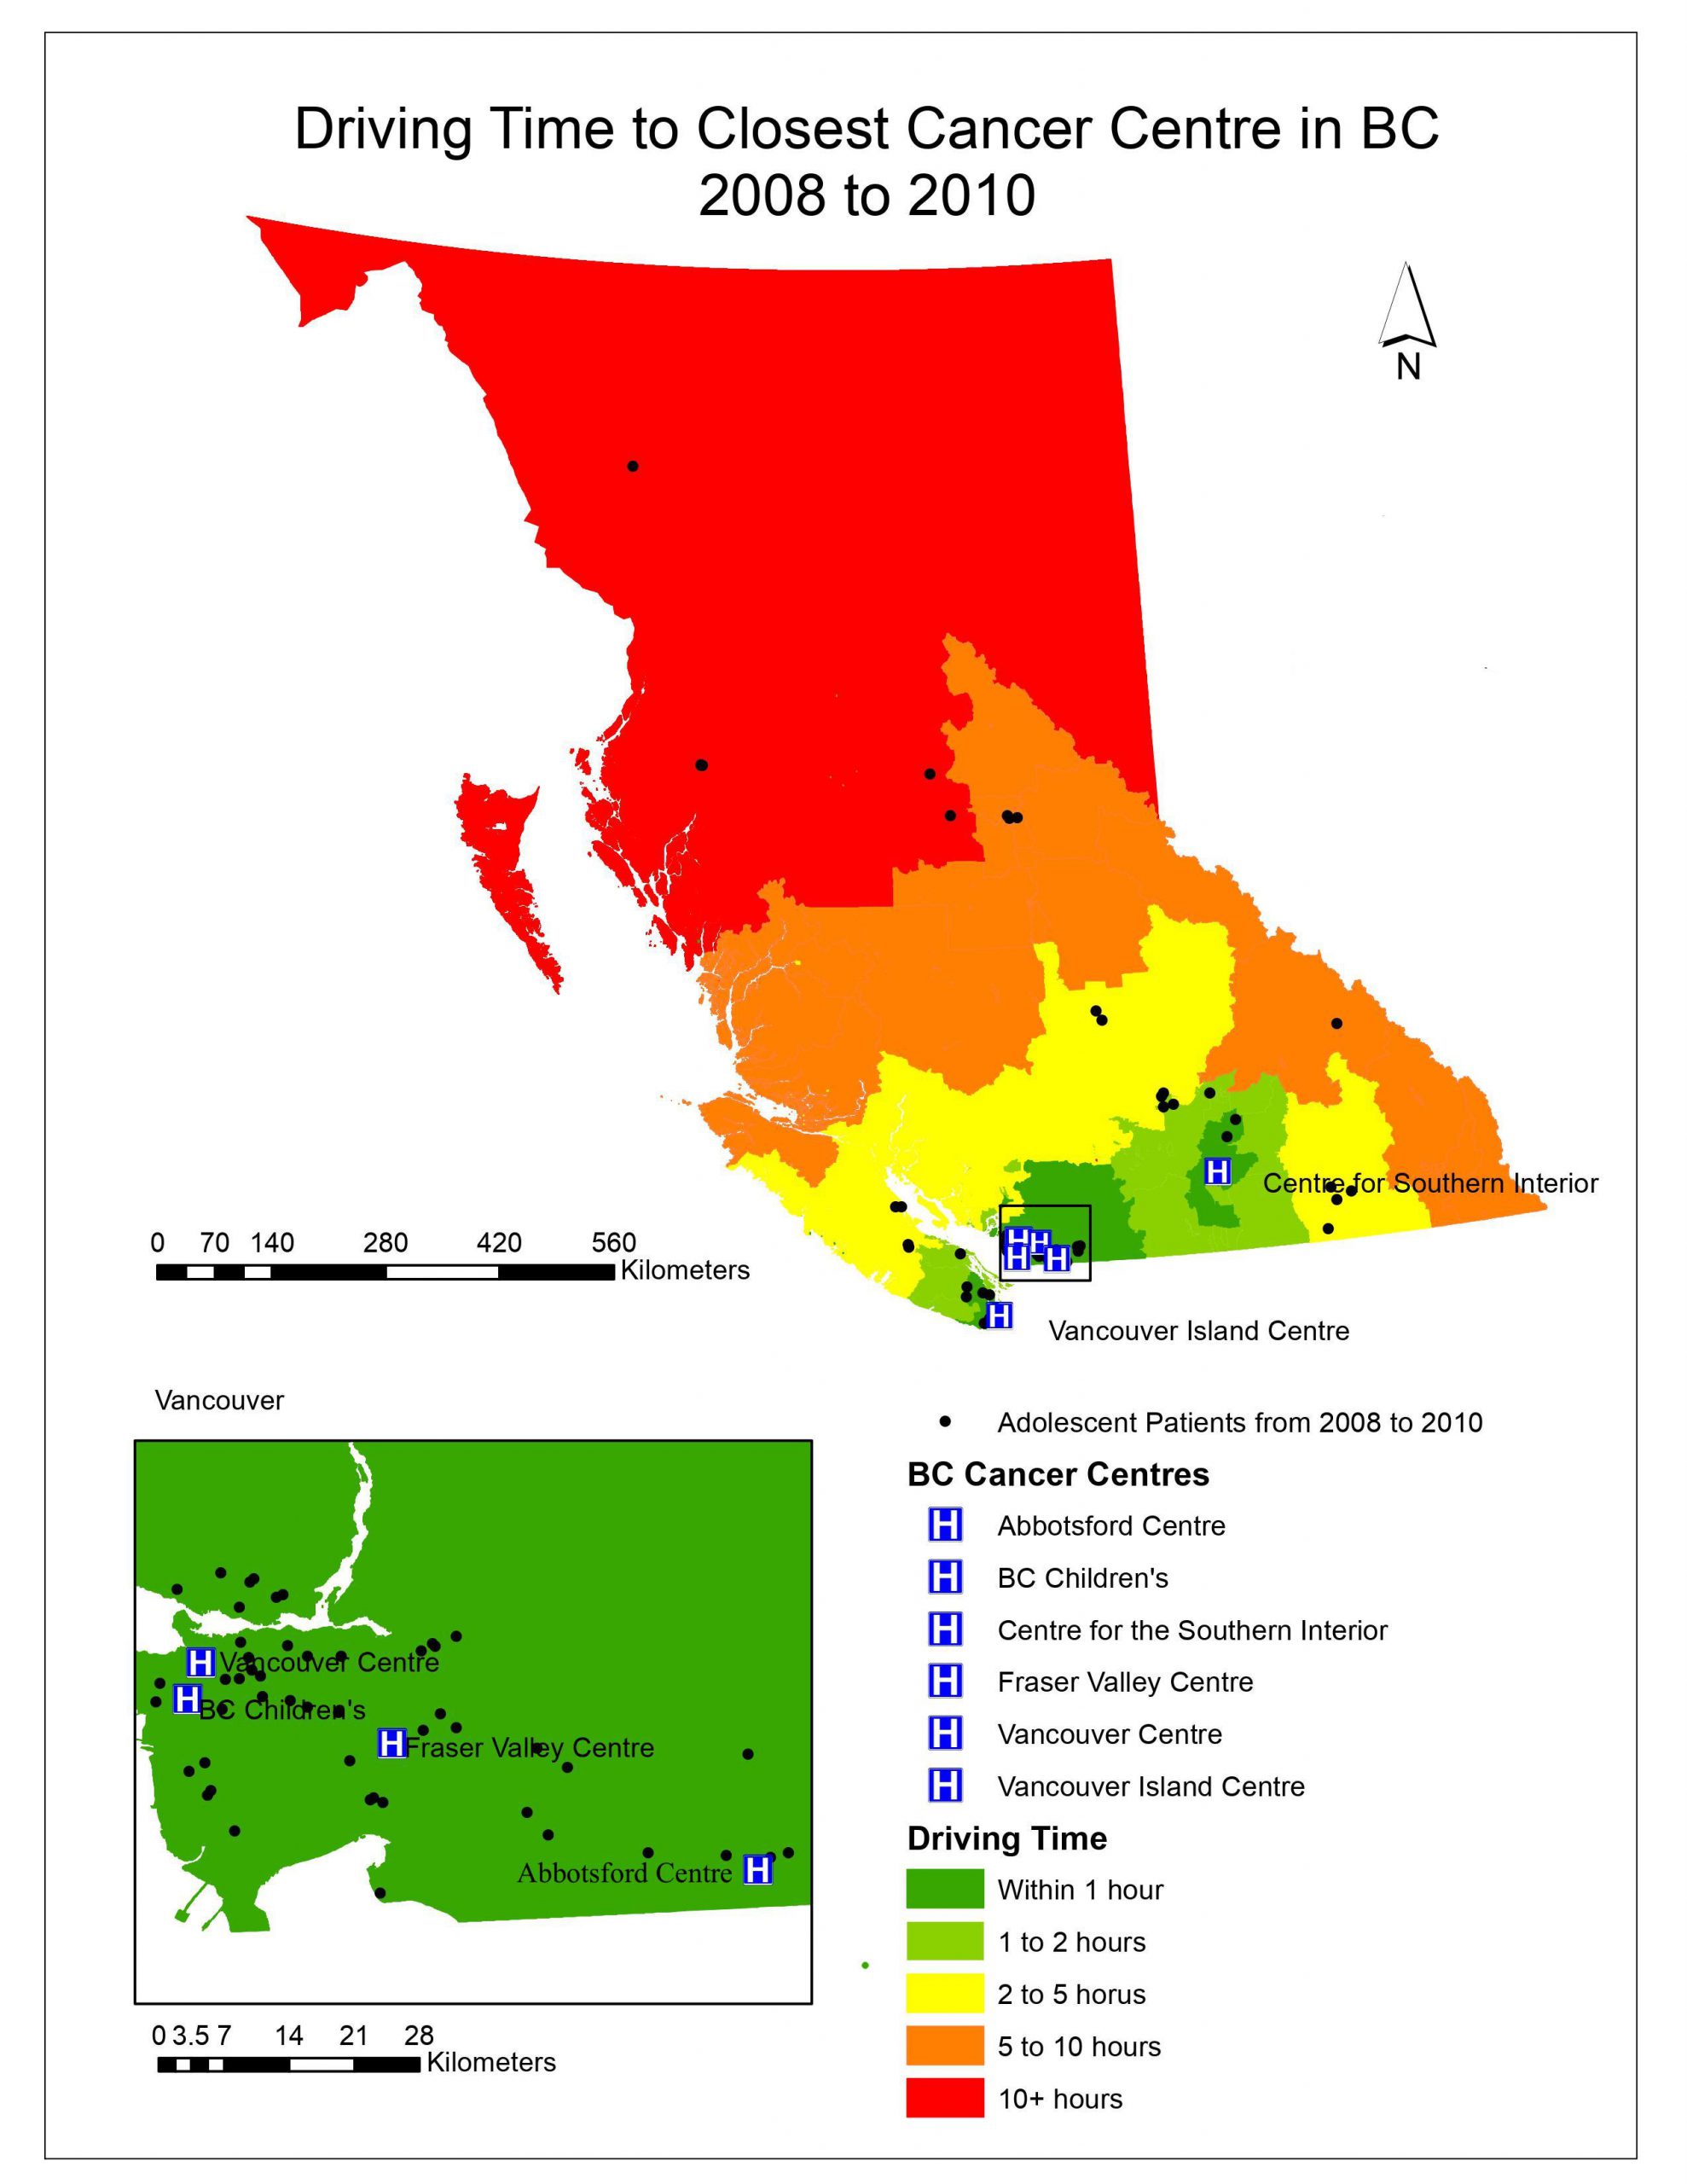 Driving Time to Closest Cancer Centre in BC
2008 to 2010
N
Centre for Southern Interior
0 70 140 280 420 560
Kilometers
H
H H
H H
H
Vancouver Island Centre
Vancouver
H Vancouver Centre
H BC Children's
H Fraser Valley Centre
Abbotsford Centre H
0 3.5 7 14 21 28
Kilometers
Adolescent Patients from 2008 to 2010
BC Cancer Centres
H Abbotsford Centre
H BC Children's
H Centre for the Southern Interior
H Fraser Valley Centre
H Vancouver Centre
H Vancouver Island Centre
Driving Time
Within 1 hour
1 to 2 hours
2 to 5 horus
5 to 10 hours
10+ hours